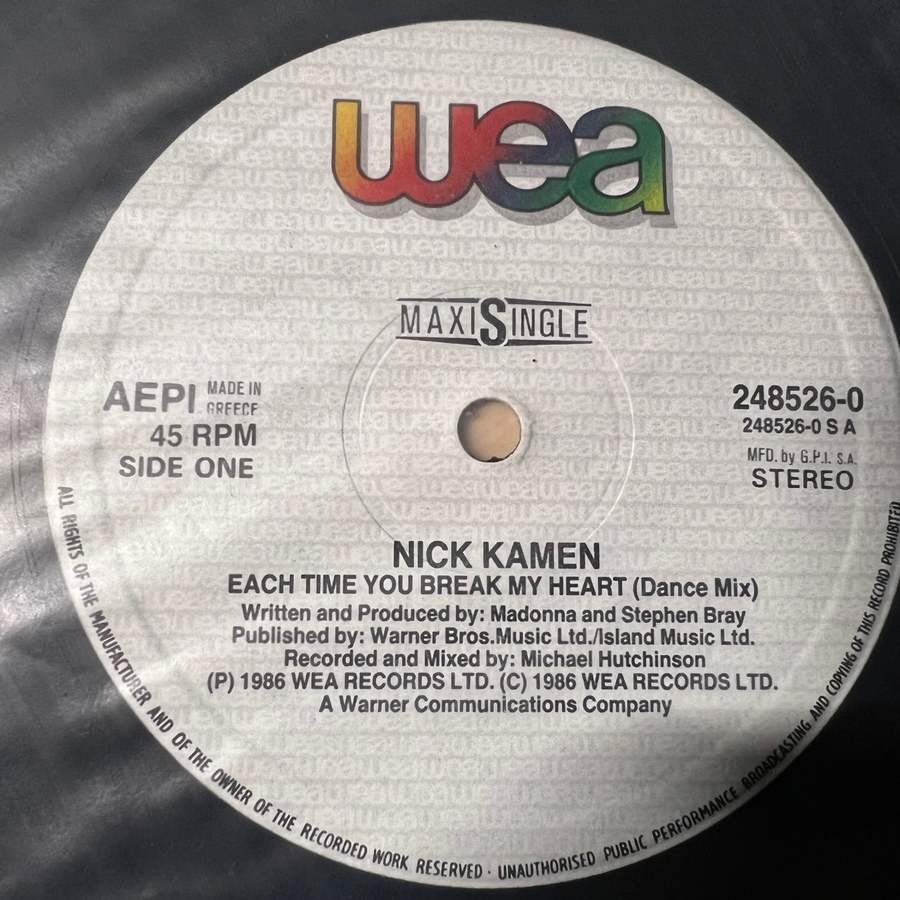 wea
MAXISINGLE
AEPI MADE IN GREECE
45 RPM
SIDE ONE
248526-0
248526-0 S A
MFD. by G.P.I. S.A.
STEREO
NICK KAMEN
EACH TIME YOU BREAK MY HEART (Dance Mix)
Written and Produced by: Madonna and Stephen Bray
Published by: Warner Bros.Music Ltd./Island Music Ltd.
Recorded and Mixed by: Michael Hutchinson
(P) 1986 WEA RECORDS LTD. (C) 1986 WEA RECORDS LTD.
A Warner Communications Company
ALL RIGHTS OF THE MANUFACTURER AND OF THE OWNER OF THE RECORDED WORK RESERVED · UNAUTHORISED PUBLIC PERFORMANCE BROADCASTING AND COPYING OF THIS RECORD PROHIBITED